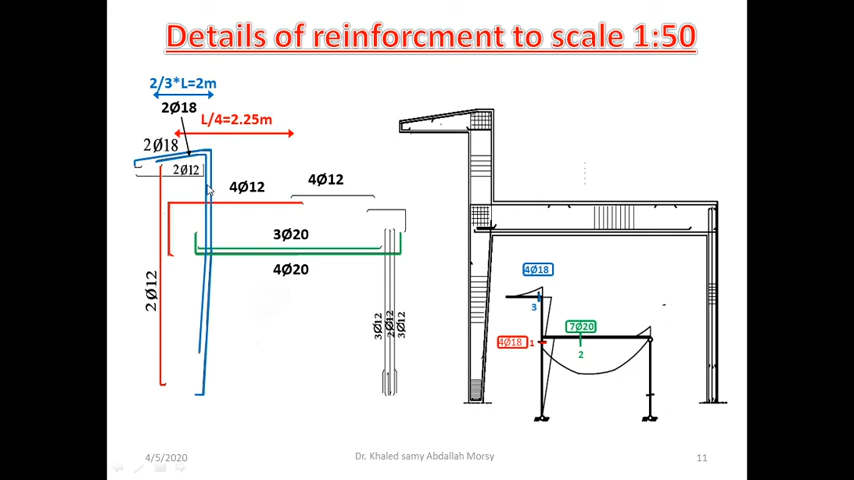 Details of reinforcment to scale 1:50
2/3*L=2m
2Ø18
L/4=2.25m
2Ø18
2Ø12
4Ø12
4Ø12
3Ø20
4Ø20
2Ø12
3Ø12
2Ø12
3Ø12
4Ø18
3
7Ø20
4Ø18
1
2
4/5/2020
Dr. Khaled samy Abdallah Morsy
11